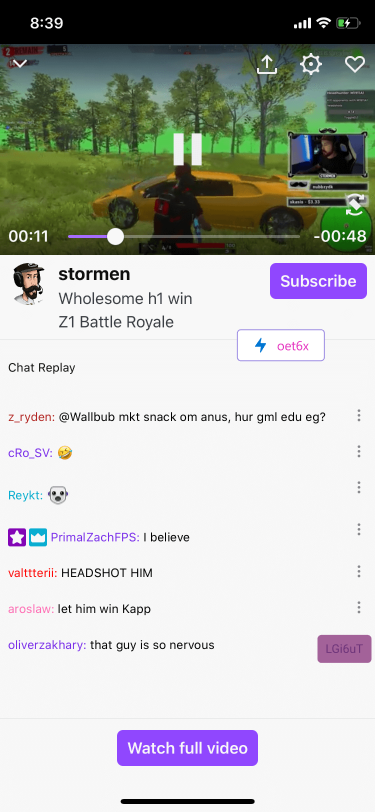 8:39
00:11
-00:48
stormen
Subscribe
Wholesome h1 win
Z1 Battle Royale
oet6x
Chat Replay
z_ryden: @Wallbub mkt snack om anus, hur gml edu eg?
cRo_SV: 🤣
Reykt:
PrimalZachFPS: I believe
valttterii: HEADSHOT HIM
aroslaw: let him win Kapp
oliverzakhary: that guy is so nervous
LGi6uT
Watch full video